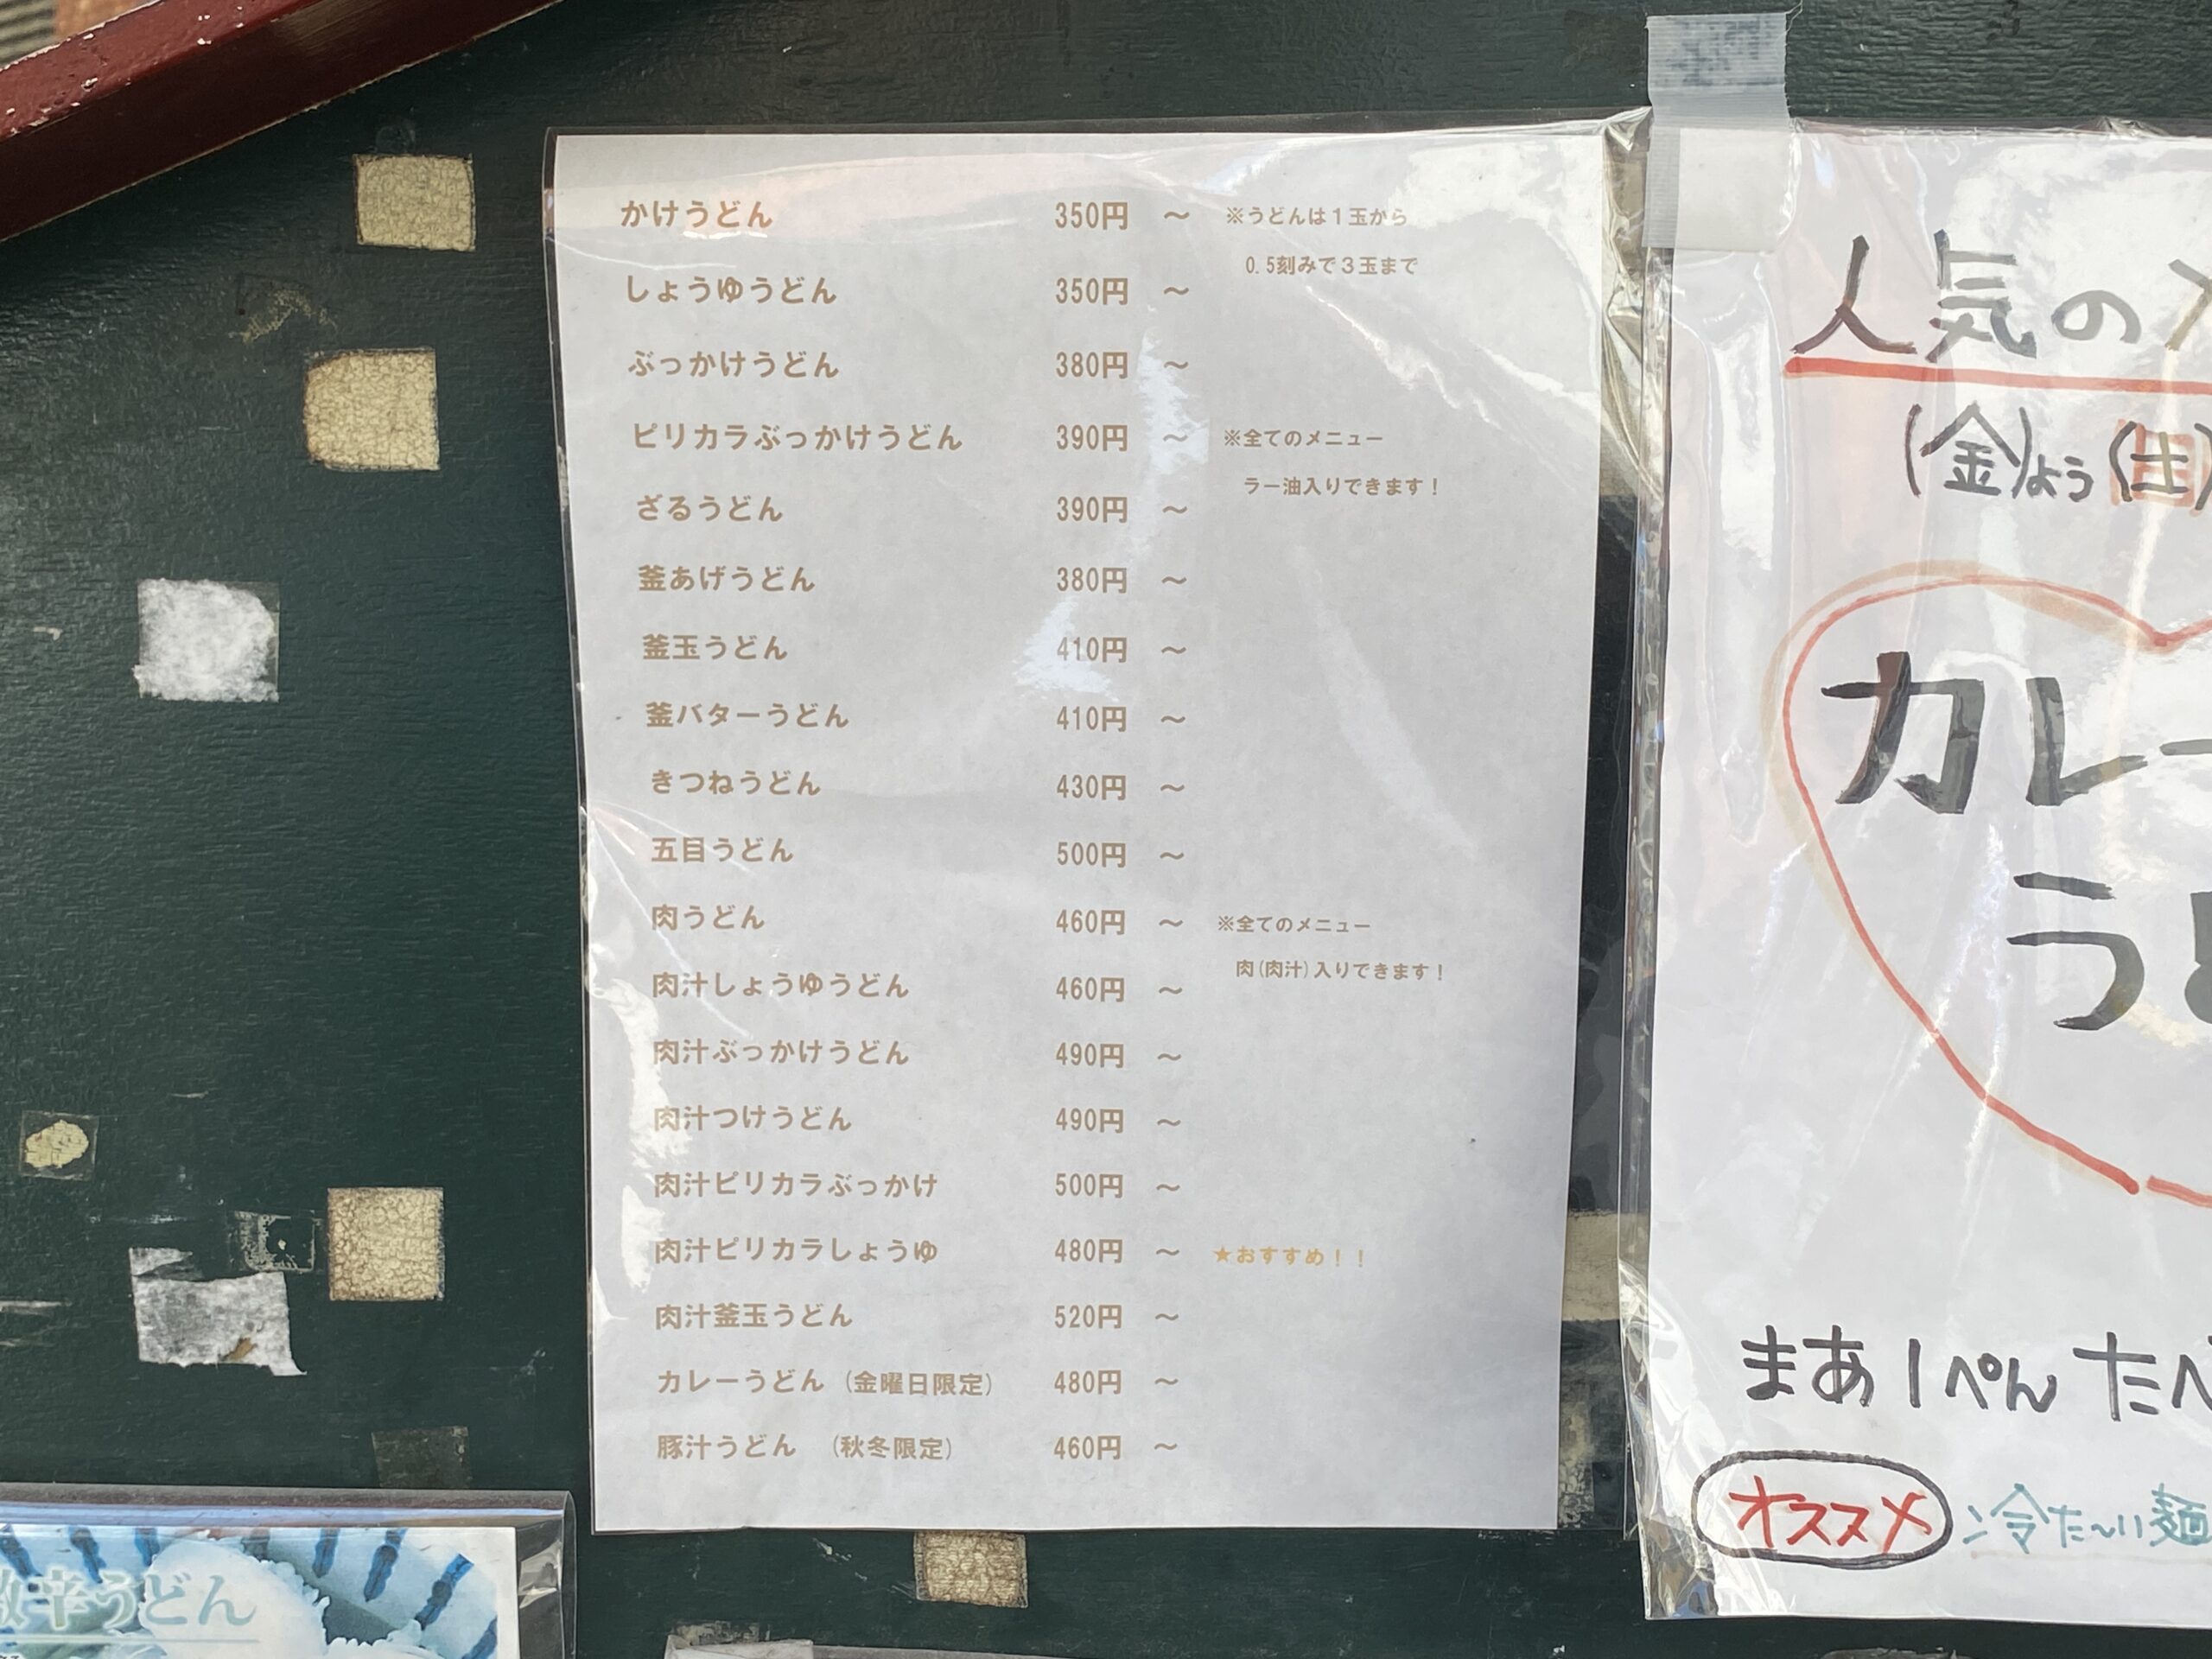 かけうどん 350円 ～ ※うどんは１玉から
0.5刻みで３玉まで
しょうゆうどん 350円 ～
ぶっかけうどん 380円 ～
ピリカラぶっかけうどん 390円 ～ ※全てのメニュー
ラー油入りできます！
ざるうどん 390円 ～
釜あげうどん 380円 ～
釜玉うどん 410円 ～
釜バターうどん 410円 ～
きつねうどん 430円 ～
五目うどん 500円 ～
肉うどん 460円 ～ ※全てのメニュー
肉(肉汁)入りできます！
肉汁しょうゆうどん 460円 ～
肉汁ぶっかけうどん 490円 ～
肉汁つけうどん 490円 ～
肉汁ピリカラぶっかけ 500円 ～
肉汁ピリカラしょうゆ 480円 ～ ★おすすめ！！
肉汁釜玉うどん 520円 ～
カレーうどん (金曜日限定) 480円 ～
豚汁うどん (秋冬限定) 460円 ～
人気の
(金)よう(土)
カレー
う
まあ1ぺん たべ
オススメ 冷た～い麺
辛うどん